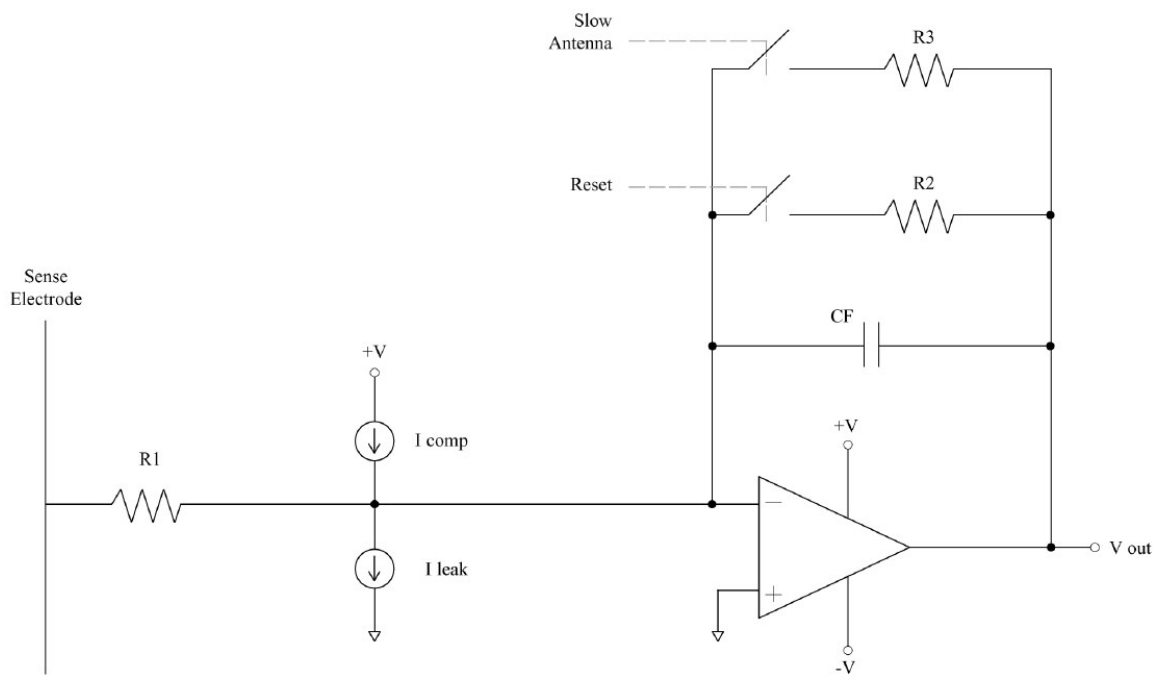 Slow
Antenna
R3
Reset
R2
Sense
Electrode
CF
+V
I comp
+V
R1
−
I leak
V out
+
-V